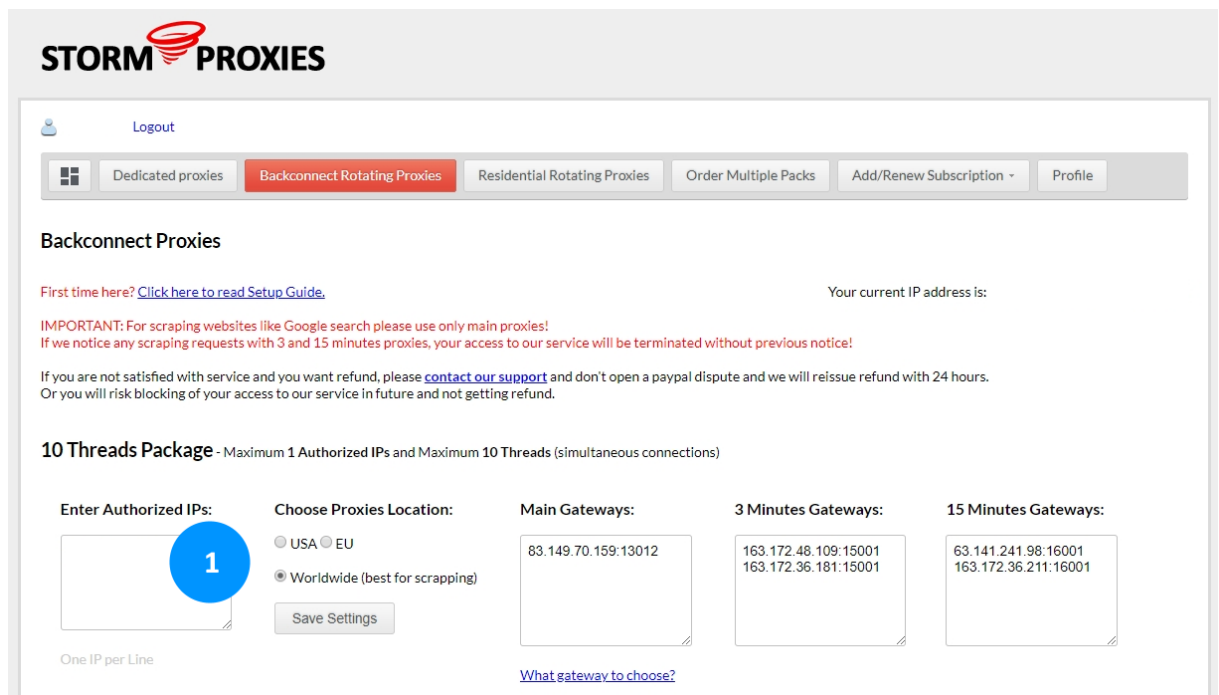 STORM PROXIES
Logout
Dedicated proxies
Backconnect Rotating Proxies
Residential Rotating Proxies
Order Multiple Packs
Add/Renew Subscription
Profile
Backconnect Proxies
First time here? Click here to read Setup Guide.
Your current IP address is:
IMPORTANT: For scraping websites like Google search please use only main proxies!
If we notice any scraping requests with 3 and 15 minutes proxies, your access to our service will be terminated without previous notice!
If you are not satisfied with service and you want refund, please contact our support and don't open a paypal dispute and we will reissue refund with 24 hours.
Or you will risk blocking of your access to our service in future and not getting refund.
10 Threads Package - Maximum 1 Authorized IPs and Maximum 10 Threads (simultaneous connections)
Enter Authorized IPs:
1
One IP per Line
Choose Proxies Location:
USA EU
Worldwide (best for scrapping)
Save Settings
Main Gateways:
83.149.70.159:13012
What gateway to choose?
3 Minutes Gateways:
163.172.48.109:15001
163.172.36.181:15001
15 Minutes Gateways:
63.141.241.98:16001
163.172.36.211:16001